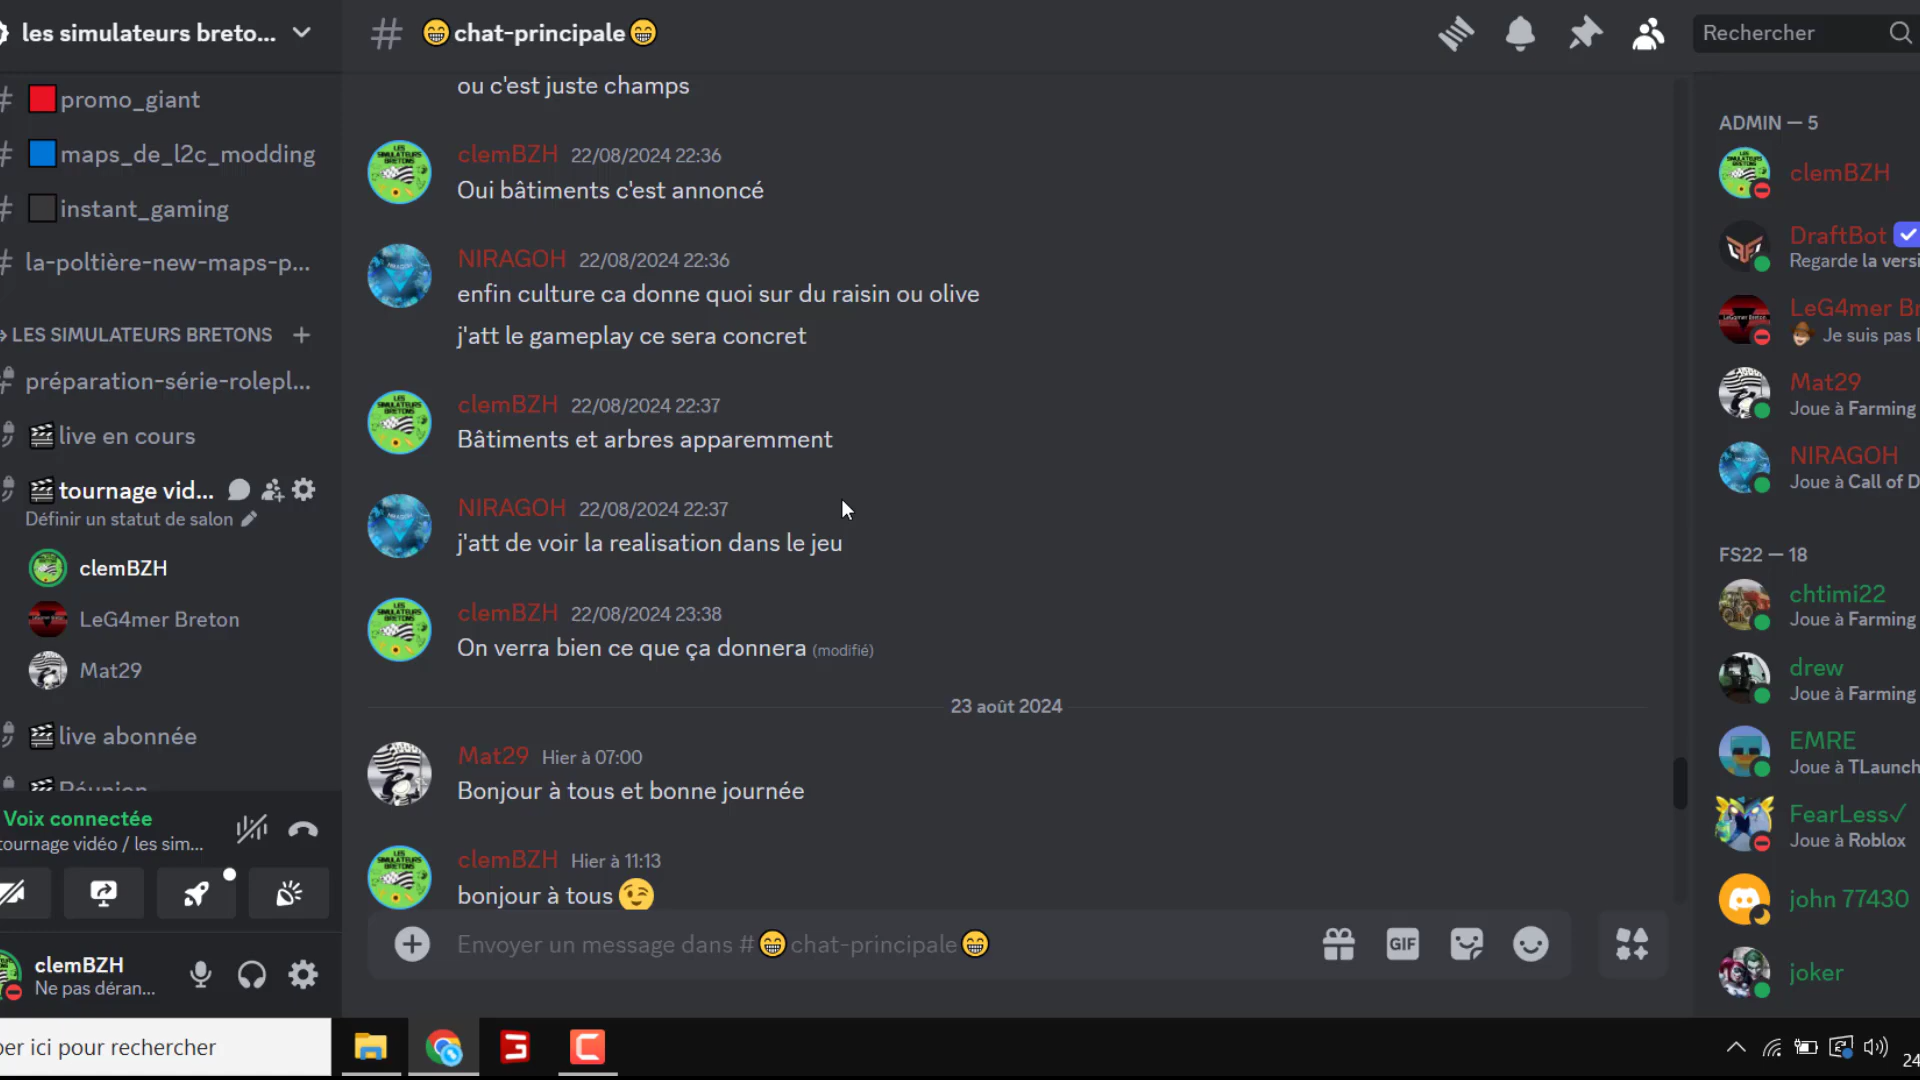 les simulateurs breto...
# 😁chat-principale😁
Rechercher
# promo_giant
# maps_de_l2c_modding
# instant_gaming
# la-poltière-new-maps-p...
LES SIMULATEURS BRETONS +
préparation-série-rolepl...
🎬live en cours
🎬tournage vid...
Définir un statut de salon
clemBZH
LeG4mer Breton
Mat29
🎬live abonnée
🎬Réunion
Voix connectée
tournage vidéo / les sim...
clemBZH
Ne pas déran...
ou c'est juste champs
clemBZH 22/08/2024 22:36
Oui bâtiments c'est annoncé
NIRAGOH 22/08/2024 22:36
enfin culture ca donne quoi sur du raisin ou olive
j'att le gameplay ce sera concret
clemBZH 22/08/2024 22:37
Bâtiments et arbres apparemment
NIRAGOH 22/08/2024 22:37
j'att de voir la realisation dans le jeu
clemBZH 22/08/2024 23:38
On verra bien ce que ça donnera (modifié)
23 août 2024
Mat29 Hier à 07:00
Bonjour à tous et bonne journée
clemBZH Hier à 11:13
bonjour à tous 😉
Envoyer un message dans #😁chat-principale😁
GIF
ADMIN — 5
clemBZH
DraftBot
Regarde la versi
LeG4mer Br
Je suis pas
Mat29
Joue à Farming
NIRAGOH
Joue à Call of D
FS22 — 18
chtimi22
Joue à Farming
drew
Joue à Farming
EMRE
Joue à TLaunch
FearLess✓
Joue à Roblox
john 77430
joker
per ici pour rechercher
24